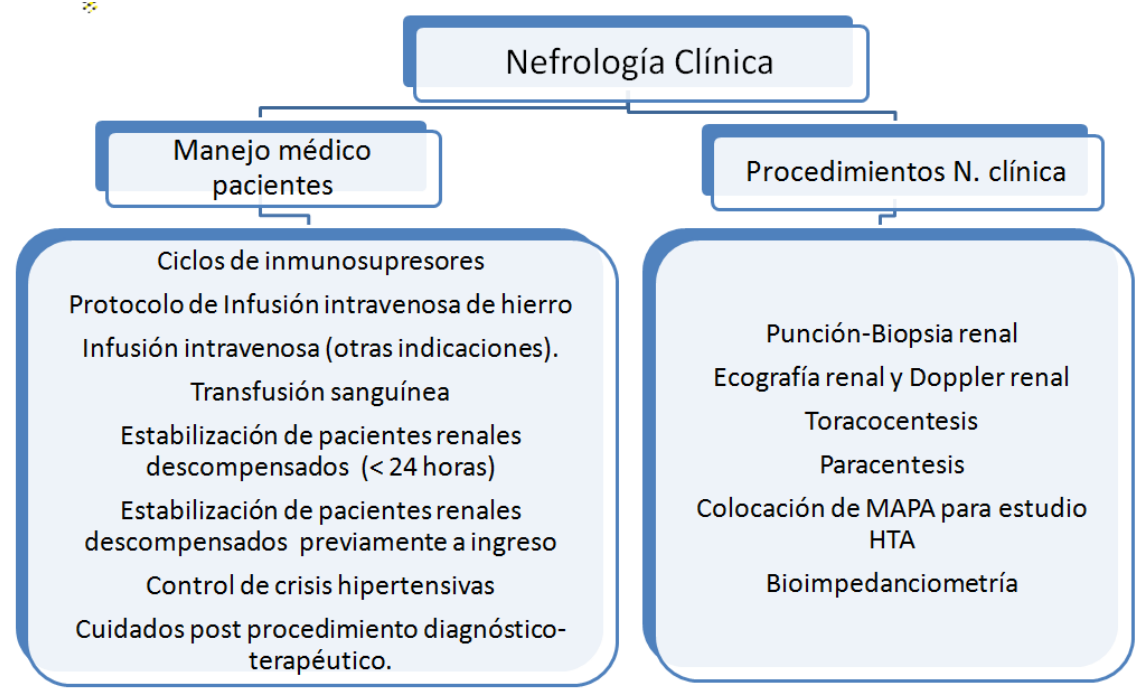 Nefrología Clínica
Manejo médico
pacientes
Procedimientos N. clínica
Ciclos de inmunosupresores
Protocolo de Infusión intravenosa de hierro
Infusión intravenosa (otras indicaciones).
Transfusión sanguínea
Estabilización de pacientes renales
descompensados (< 24 horas)
Estabilización de pacientes renales
descompensados previamente a ingreso
Control de crisis hipertensivas
Cuidados post procedimiento diagnóstico-
terapéutico.
Punción-Biopsia renal
Ecografía renal y Doppler renal
Toracocentesis
Paracentesis
Colocación de MAPA para estudio
HTA
Bioimpedanciometría